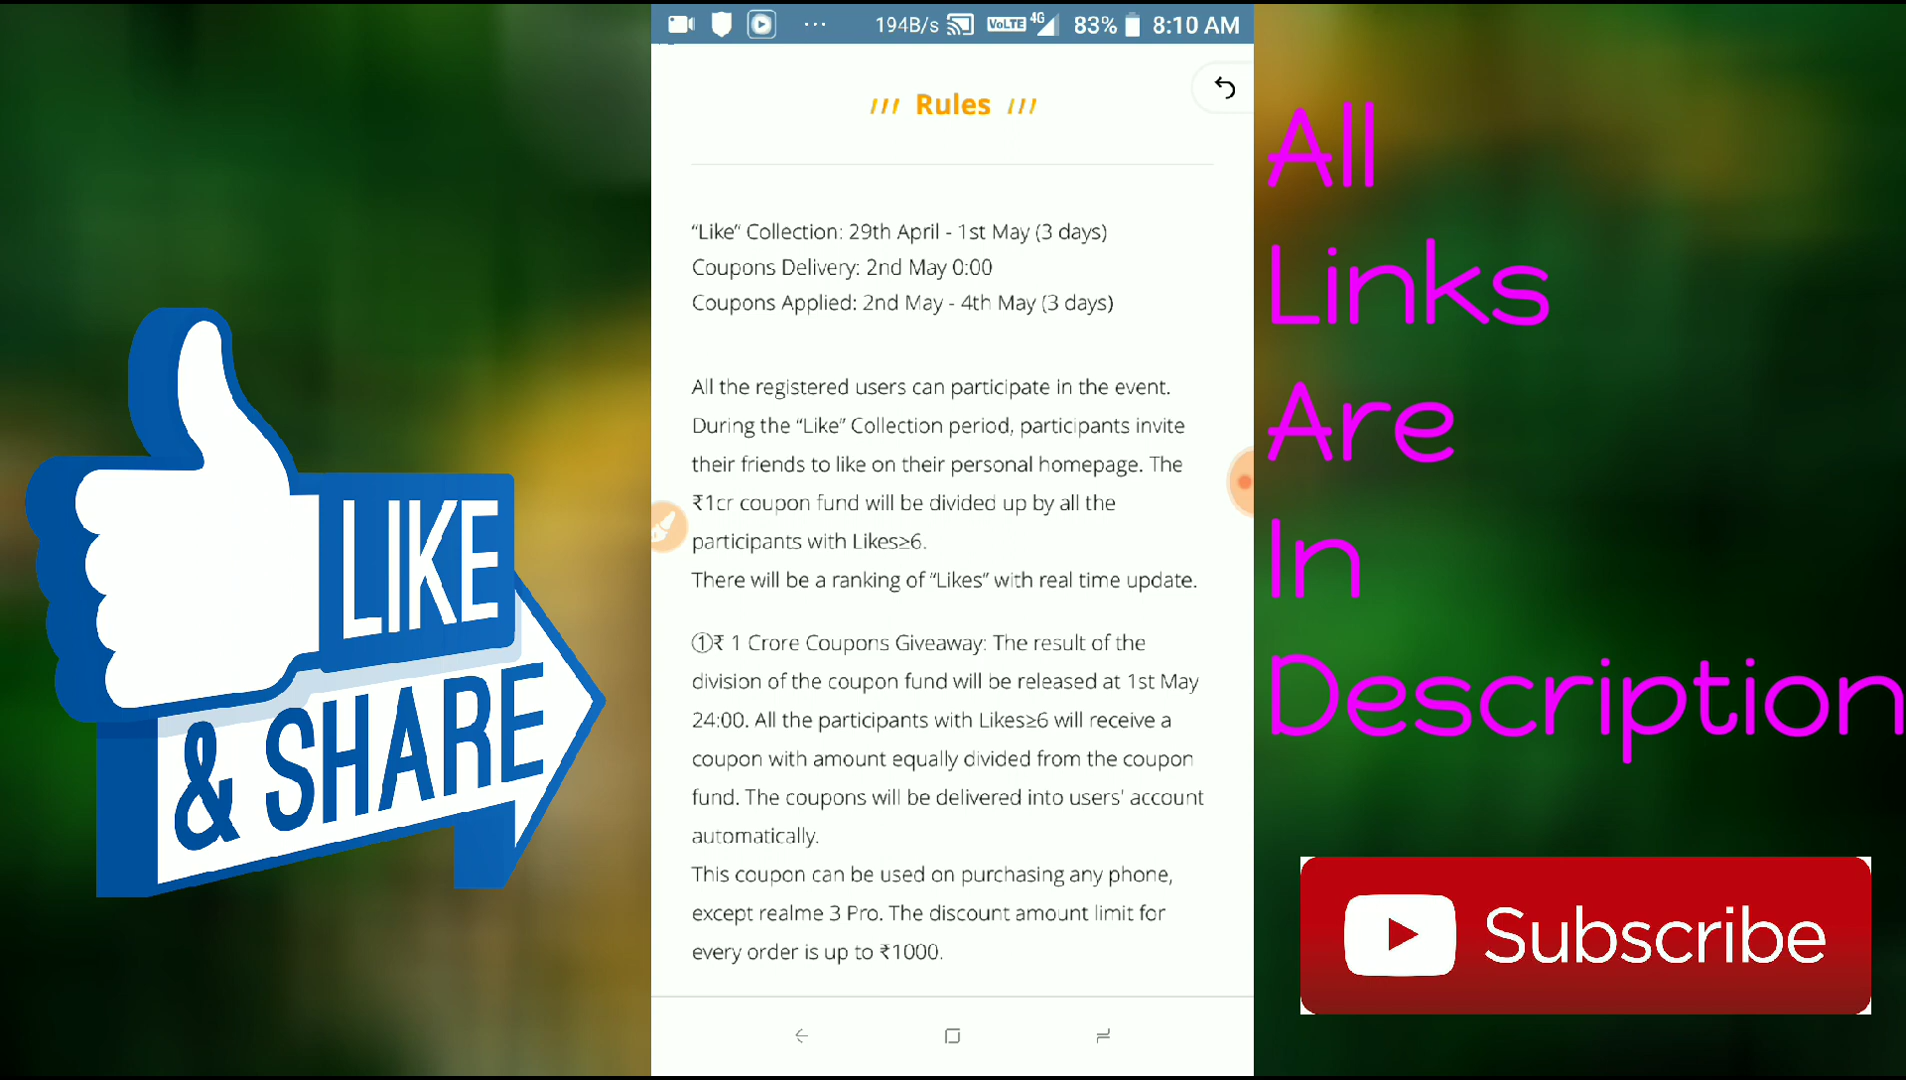 194B/s VoLTE 4G 83% 8:10 AM
Rules
“Like” Collection: 29th April - 1st May (3 days)
Coupons Delivery: 2nd May 0:00
Coupons Applied: 2nd May - 4th May (3 days)
All the registered users can participate in the event.
During the “Like” Collection period, participants invite
their friends to like on their personal homepage. The
₹1cr coupon fund will be divided up by all the
participants with Likes≥6.
There will be a ranking of “Likes” with real time update.
①₹ 1 Crore Coupons Giveaway: The result of the
division of the coupon fund will be released at 1st May
24:00. All the participants with Likes≥6 will receive a
coupon with amount equally divided from the coupon
fund. The coupons will be delivered into users' account
automatically.
This coupon can be used on purchasing any phone,
except realme 3 Pro. The discount amount limit for
every order is up to ₹1000.
LIKE
& SHARE
All
Links
Are
In
Description
Subscribe